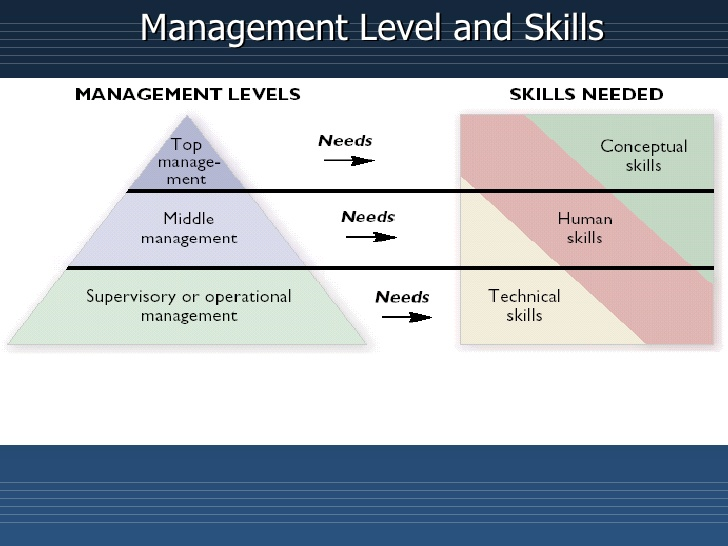 Management Level and Skills
MANAGEMENT LEVELS
SKILLS NEEDED
Top
manage-
ment
Needs
Conceptual
skills
Middle
management
Needs
Human
skills
Supervisory or operational
management
Needs
Technical
skills